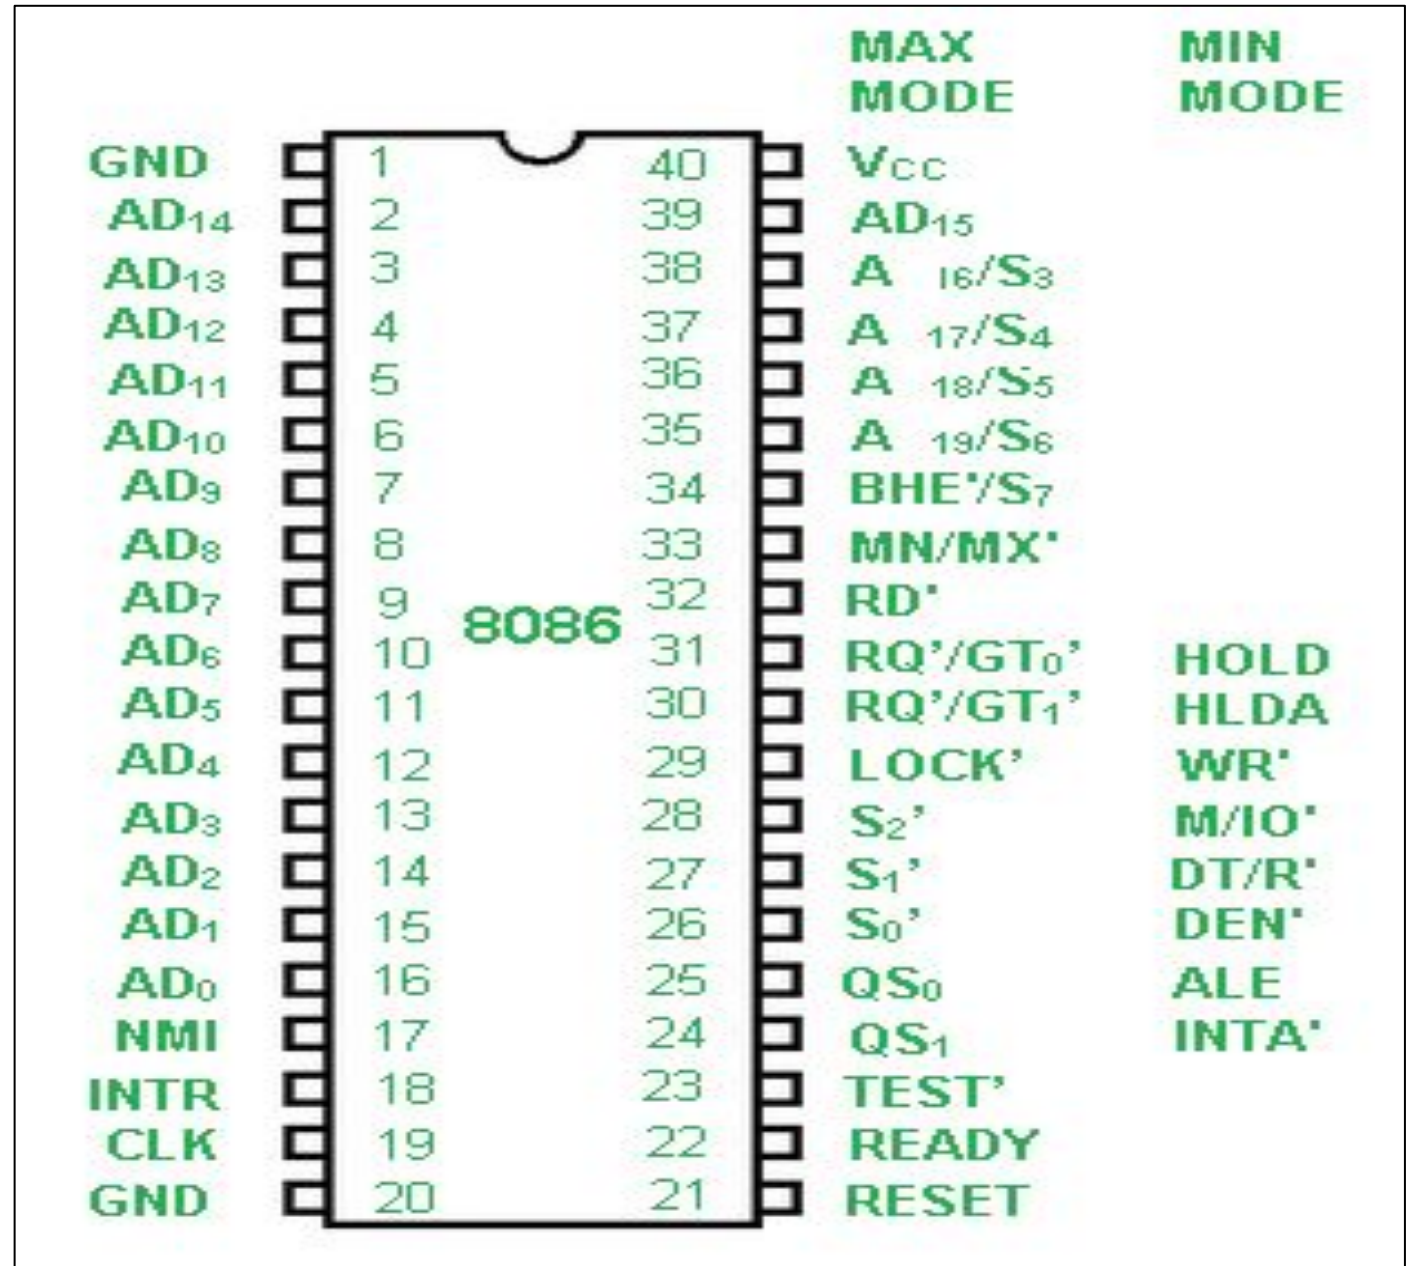 MAX MIN
MODE MODE
GND 1 40 Vcc
AD14 2 39 AD15
AD13 3 38 A 16/S3
AD12 4 37 A 17/S4
AD11 5 36 A 18/S5
AD10 6 35 A 19/S6
AD9 7 34 BHE'/S7
AD8 8 33 MN/MX'
AD7 9 32 RD'
8086
AD6 10 31 RQ'/GT0' HOLD
AD5 11 30 RQ'/GT1' HLDA
AD4 12 29 LOCK' WR'
AD3 13 28 S2' M/IO'
AD2 14 27 S1' DT/R'
AD1 15 26 S0' DEN'
AD0 16 25 QS0 ALE
NMI 17 24 QS1 INTA'
INTR 18 23 TEST'
CLK 19 22 READY
GND 20 21 RESET